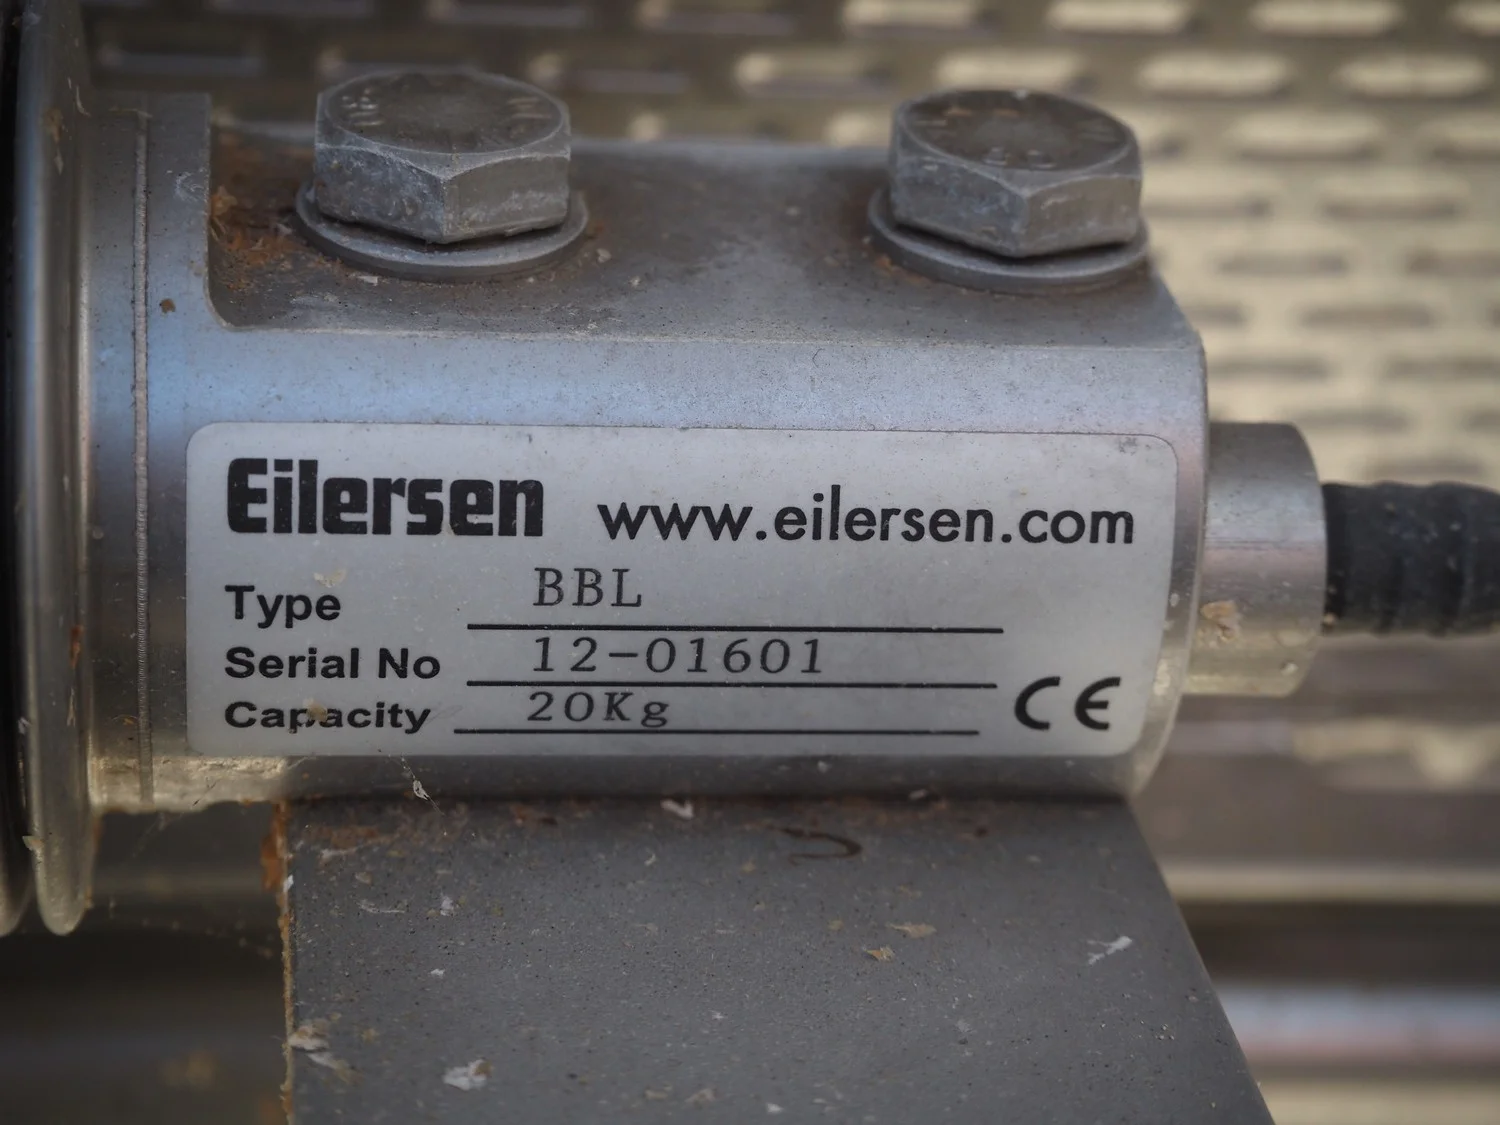 Eilersen www.eilersen.com
Type BBL
Serial No 12-01601
Capacity 20Kg
CE